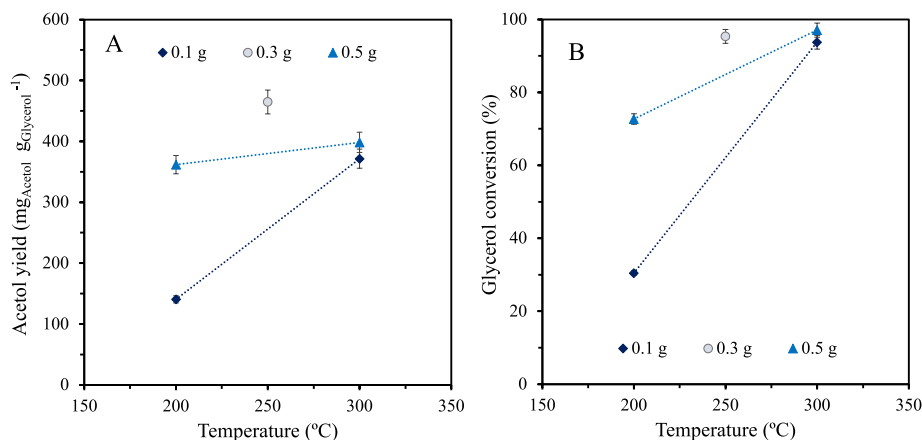 A
0.1 g 0.3 g 0.5 g
Acetol yield (mgAcetol gGlycerol -1)
600
500
400
300
200
100
0
150 200 250 300 350
Temperature (ºC)
B
Glycerol conversion (%)
100
80
60
40
20
0
0.1 g 0.3 g 0.5 g
150 200 250 300 350
Temperature (ºC)